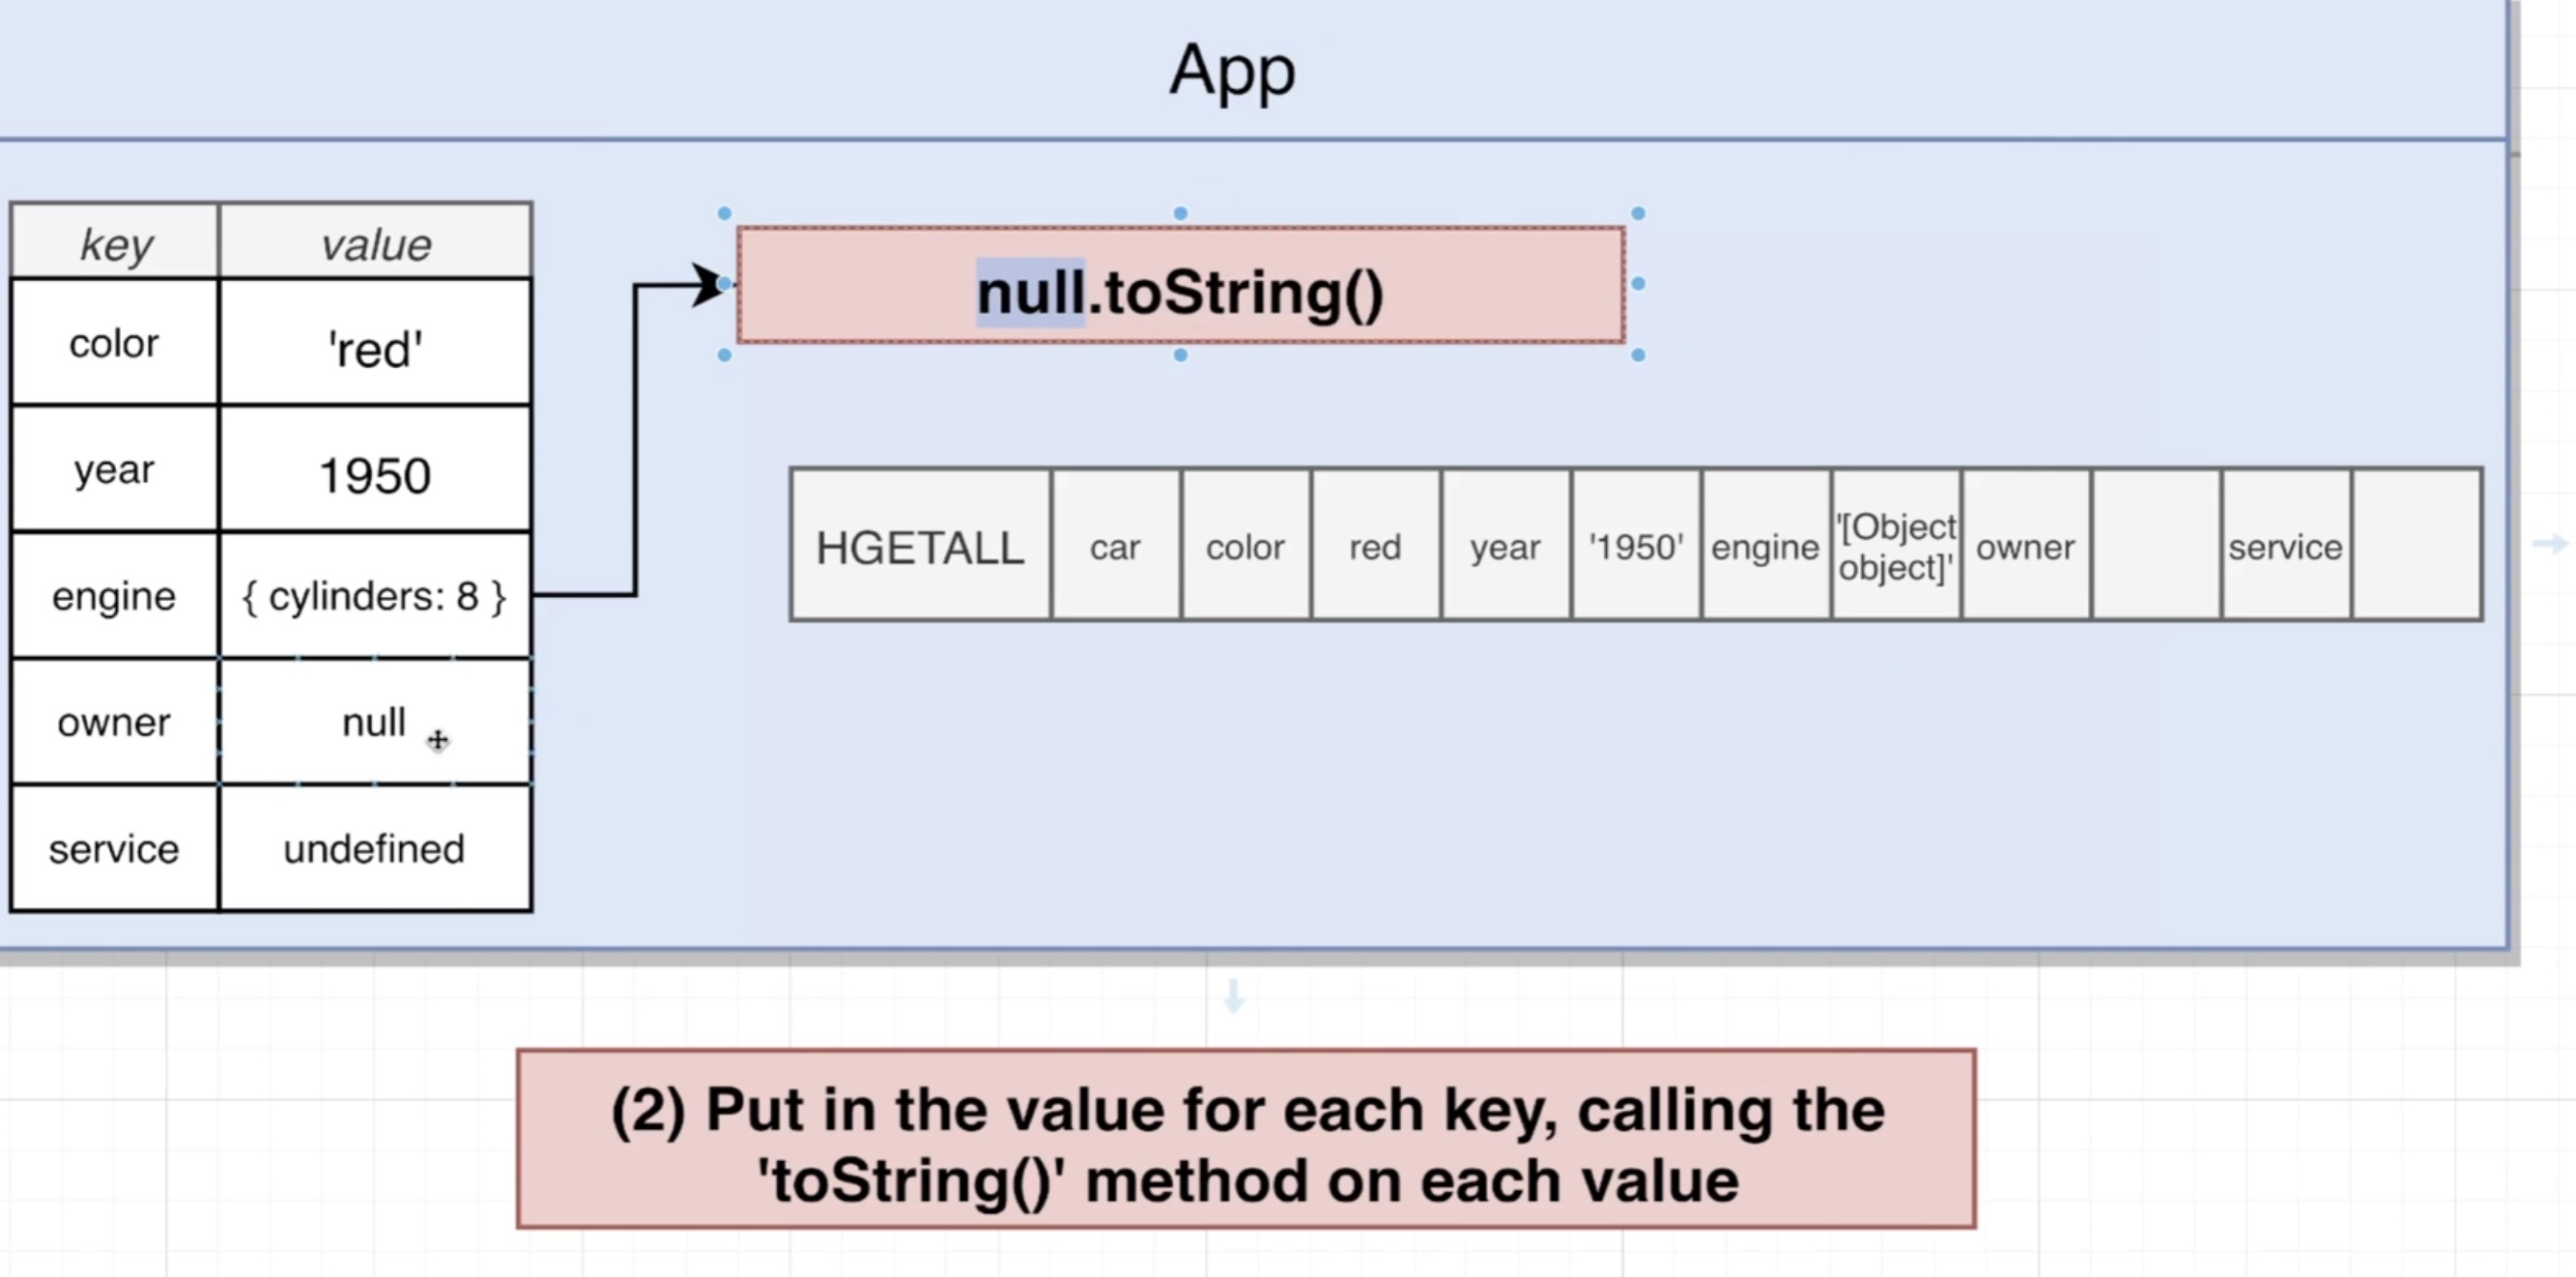 App
key value
color 'red'
year 1950
engine { cylinders: 8 }
owner null
service undefined
null.toString()
HGETALL car color red year '1950' engine '[Object object]' owner service
(2) Put in the value for each key, calling the
'toString()' method on each value